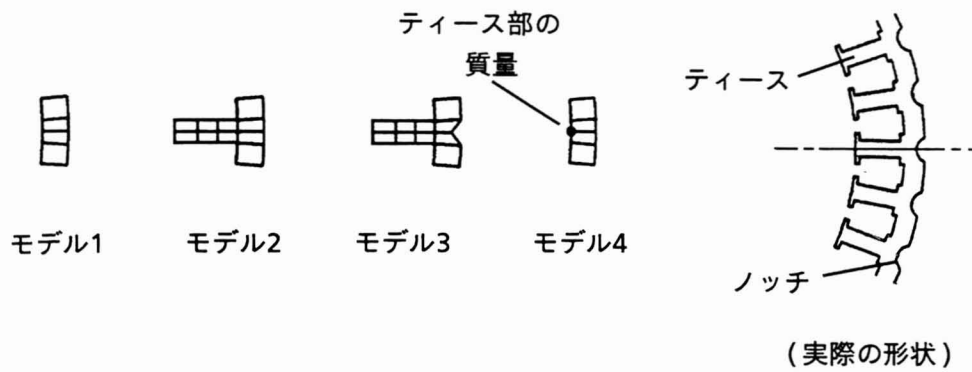 ティース部の
質量
ティース
モデル1
モデル2
モデル3
モデル4
ノッチ
(実際の形状)